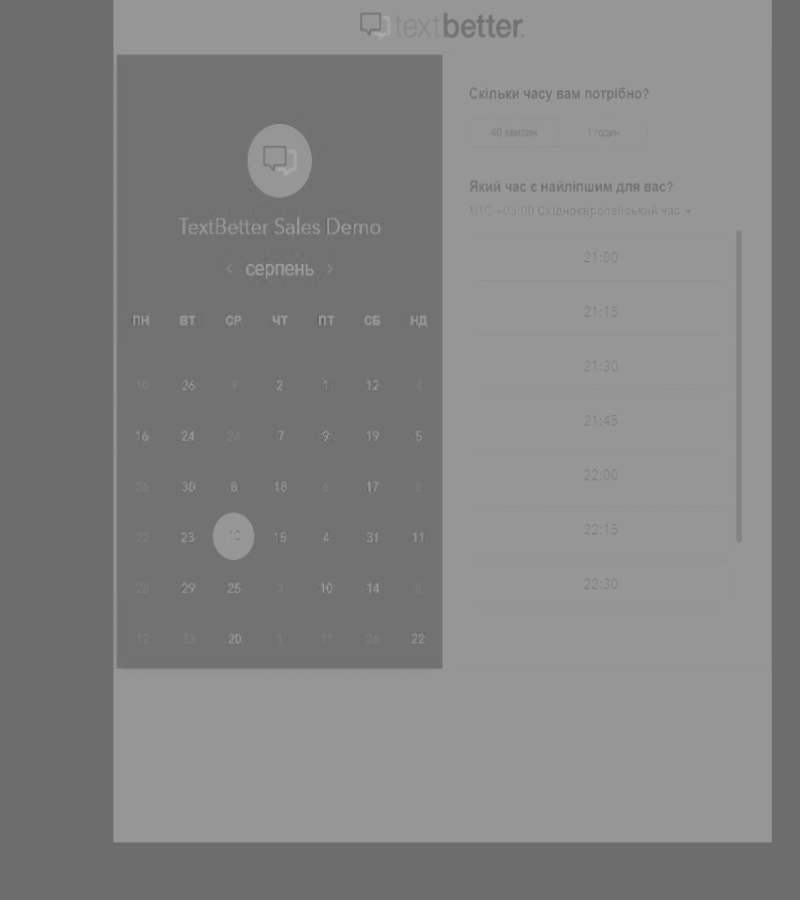 textbetter.
TextBetter Sales Demo
‹ серпень ›
ПН ВТ СР ЧТ ПТ СБ НД
10 26 9 2 1 12
16 24 24 7 9 19 5
26 30 8 18 6 17
22 23 15 4 31 11
28 29 25 3 10 14
12 13 20 1 11 26 22
Скільки часу вам потрібно?
40 хвилин 1 годин
Який час є найліпшим для вас?
UTC +03:00 Східноєвропейський час
21:00
21:15
21:30
21:45
22:00
22:15
22:30